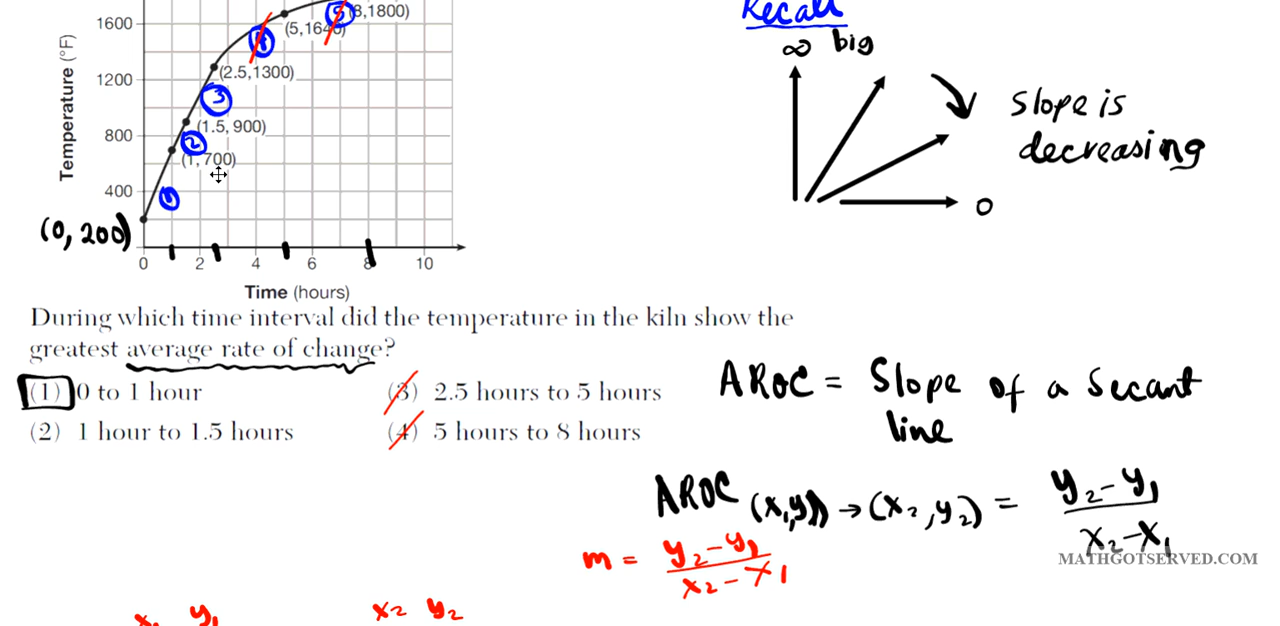 Recall
1600
(8,1800)
(5,1640)
∞ big
1200
(2.5,1300)
Slope is
decreasing
800
(1.5, 900)
(1,700)
400
(0, 200)
0
0 2 4 6 8 10
Temperature (°F)
Time (hours)
During which time interval did the temperature in the kiln show the
greatest average rate of change?
(1) 0 to 1 hour
(3) 2.5 hours to 5 hours
(2) 1 hour to 1.5 hours
(4) 5 hours to 8 hours
AROC = Slope of a Secant
line
AROC (x,y) → (x₂,y₂) = y₂-y₁
x₂-x₁
m = y₂-y₁
x₂-x₁
MATHGOTSERVED.COM
x₁ y₁ x₂ y₂